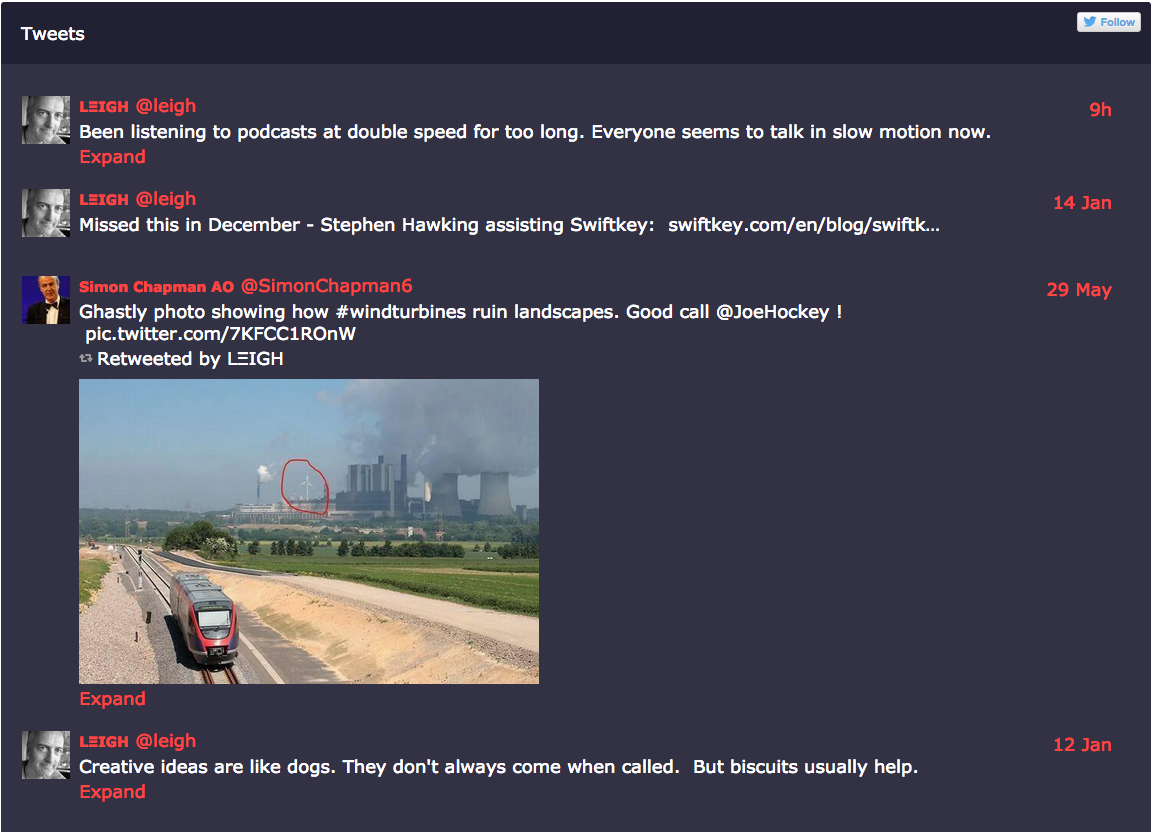 Tweets
Follow
LΞIGH @leigh
9h
Been listening to podcasts at double speed for too long. Everyone seems to talk in slow motion now.
Expand
LΞIGH @leigh
14 Jan
Missed this in December - Stephen Hawking assisting Swiftkey:  swiftkey.com/en/blog/swiftk...
Simon Chapman AO @SimonChapman6
29 May
Ghastly photo showing how #windturbines ruin landscapes. Good call @JoeHockey !
pic.twitter.com/7KFCC1ROnW
Retweeted by LΞIGH
Expand
LΞIGH @leigh
12 Jan
Creative ideas are like dogs. They don't always come when called.  But biscuits usually help.
Expand